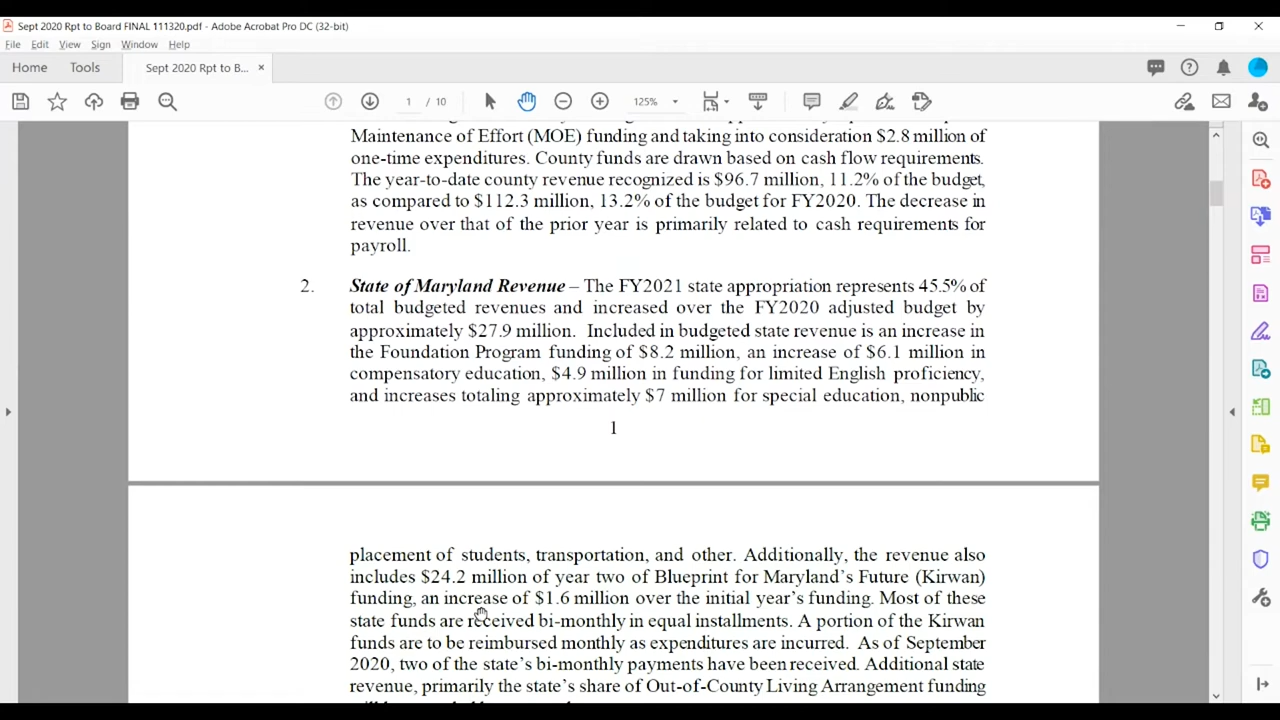 Sept 2020 Rpt to Board FINAL 111320.pdf - Adobe Acrobat Pro DC (32-bit)
File Edit View Sign Window Help
Home Tools Sept 2020 Rpt to B... ×
1 / 10 125%
Maintenance of Effort (MOE) funding and taking into consideration $2.8 million of
one-time expenditures. County funds are drawn based on cash flow requirements.
The year-to-date county revenue recognized is $96.7 million, 11.2% of the budget,
as compared to $112.3 million, 13.2% of the budget for FY2020. The decrease in
revenue over that of the prior year is primarily related to cash requirements for
payroll.
2. State of Maryland Revenue – The FY2021 state appropriation represents 45.5% of
total budgeted revenues and increased over the FY2020 adjusted budget by
approximately $27.9 million. Included in budgeted state revenue is an increase in
the Foundation Program funding of $8.2 million, an increase of $6.1 million in
compensatory education, $4.9 million in funding for limited English proficiency,
and increases totaling approximately $7 million for special education, nonpublic
1
placement of students, transportation, and other. Additionally, the revenue also
includes $24.2 million of year two of Blueprint for Maryland's Future (Kirwan)
funding, an increase of $1.6 million over the initial year's funding. Most of these
state funds are received bi-monthly in equal installments. A portion of the Kirwan
funds are to be reimbursed monthly as expenditures are incurred. As of September
2020, two of the state's bi-monthly payments have been received. Additional state
revenue, primarily the state's share of Out-of-County Living Arrangement funding